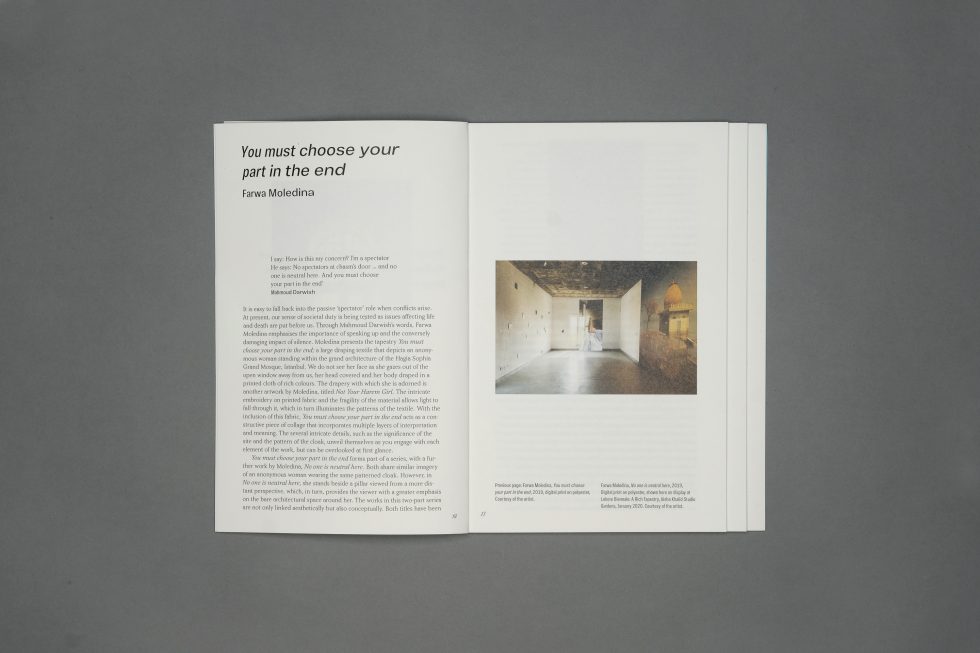 You must choose your
part in the end
Farwa Moledina
I say: How is this my concern? I'm a spectator
He says: No spectators at chasm's door ... and no
one is neutral here. And you must choose
your part in the end!
Mahmoud Darwish
It is easy to fall back into the passive 'spectator' role when conflicts arise.
At present, our sense of societal duty is being tested as issues affecting life
and death are put before us. Through Mahmoud Darwish's words, Farwa
Moledina emphasises the importance of speaking up and the conversely
damaging impact of silence. Moledina presents the tapestry You must
choose your part in the end; a large draping textile that depicts an anony-
mous woman standing within the grand architecture of the Hagia Sophia
Grand Mosque, Istanbul. We do not see her face as she gazes out of the
open window away from us, her head covered and her body draped in a
printed cloth of rich colours. The drapery with which she is adorned is
another artwork by Moledina, titled Not Your Harem Girl. The intricate
embroidery on printed fabric and the fragility of the material allows light to
fall through it, which in turn illuminates the patterns of the textile. With the
inclusion of this fabric, You must choose your part in the end acts as a con-
structive piece of collage that incorporates multiple layers of interpretation
and meaning. The several intricate details, such as the significance of the
site and the pattern of the cloak, unveil themselves as you engage with each
element of the work, but can be overlooked at first glance.
You must choose your part in the end forms part of a series, with a fur-
ther work by Moledina, No one is neutral here. Both share similar imagery
of an anonymous woman wearing the same patterned cloak. However, in
No one is neutral here, she stands beside a pillar viewed from a more dis-
tant perspective, which, in turn, provides the viewer with a greater emphasis
on the bare architectural space around her. The works in this two-part series
are not only linked aesthetically but also conceptually. Both titles have been
Previous page: Farwa Moledina, You must choose
your part in the end, 2019, digital print on polyester,
Courtesy of the artist.
Farwa Moledina, No one is neutral here, 2019,
Digital print on polyester, shown here on display at
Lahore Biennale: A Rich Tapestry, Aisha Khalid Studio
Gardens, January 2020. Courtesy of the artist.